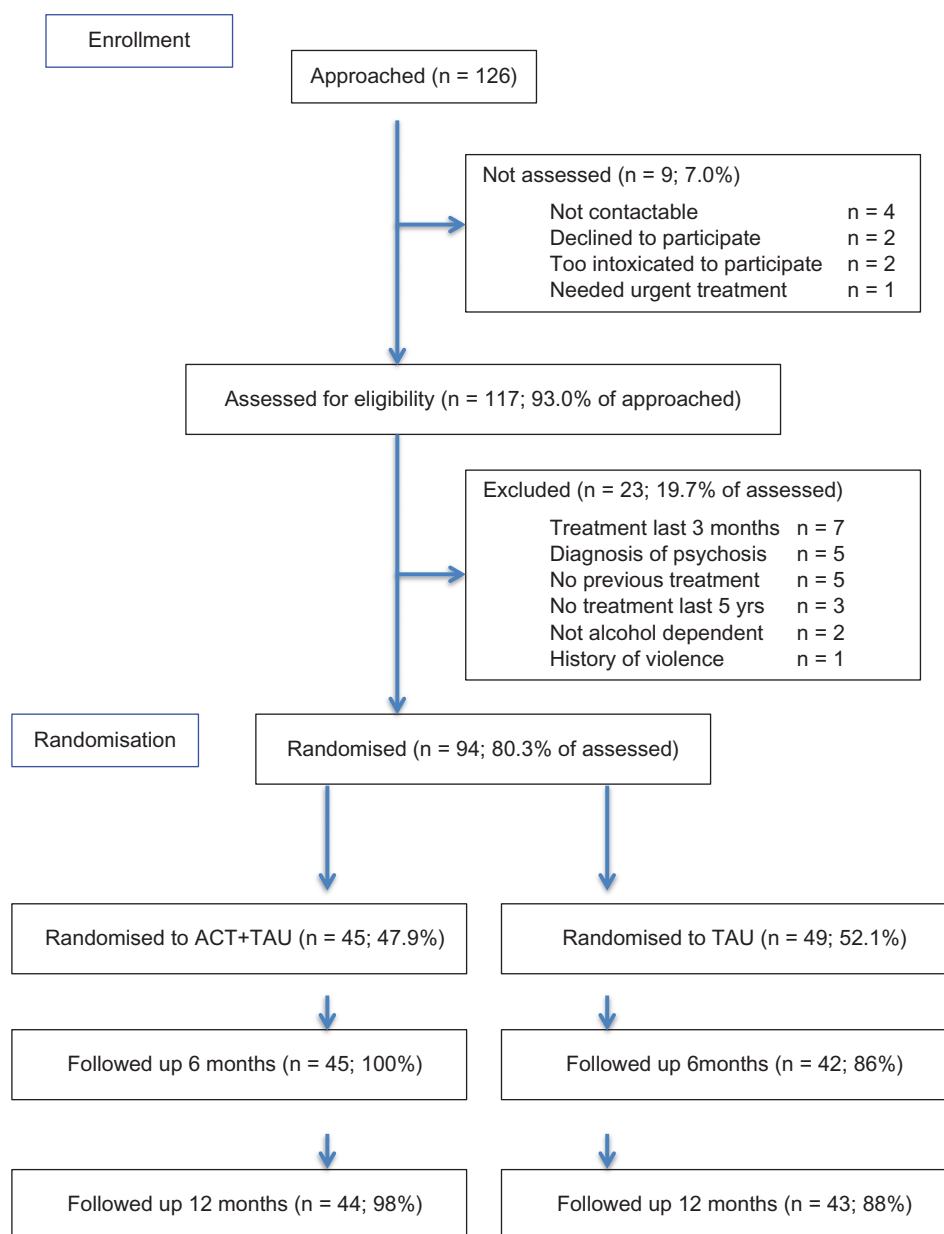 Enrollment
Approached (n = 126)
Not assessed (n = 9; 7.0%)
Not contactable n = 4
Declined to participate n = 2
Too intoxicated to participate n = 2
Needed urgent treatment n = 1
Assessed for eligibility (n = 117; 93.0% of approached)
Excluded (n = 23; 19.7% of assessed)
Treatment last 3 months n = 7
Diagnosis of psychosis n = 5
No previous treatment n = 5
No treatment last 5 yrs n = 3
Not alcohol dependent n = 2
History of violence n = 1
Randomisation
Randomised (n = 94; 80.3% of assessed)
Randomised to ACT+TAU (n = 45; 47.9%)
Randomised to TAU (n = 49; 52.1%)
Followed up 6 months (n = 45; 100%)
Followed up 6months (n = 42; 86%)
Followed up 12 months (n = 44; 98%)
Followed up 12 months (n = 43; 88%)